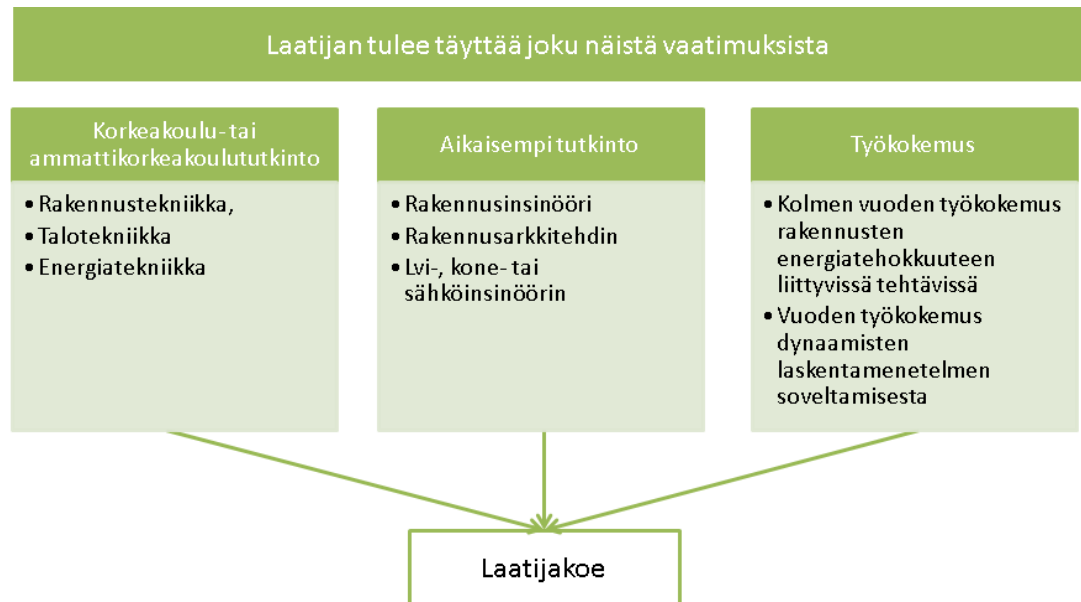 Laatijan tulee täyttää joku näistä vaatimuksista
Korkeakoulu- tai
ammattikorkeakoulututkinto
• Rakennustekniikka,
• Talotekniikka
• Energiatekniikka
Aikaisempi tutkinto
• Rakennusinsinööri
• Rakennusarkkitehdin
• Lvi-, kone- tai
sähköinsinöörin
Työkokemus
• Kolmen vuoden työkokemus
rakennusten
energiatehokkuuteen
liittyvissä tehtävissä
• Vuoden työkokemus
dynaamisten
laskentamenetelmen
soveltamisesta
Laatijakoe